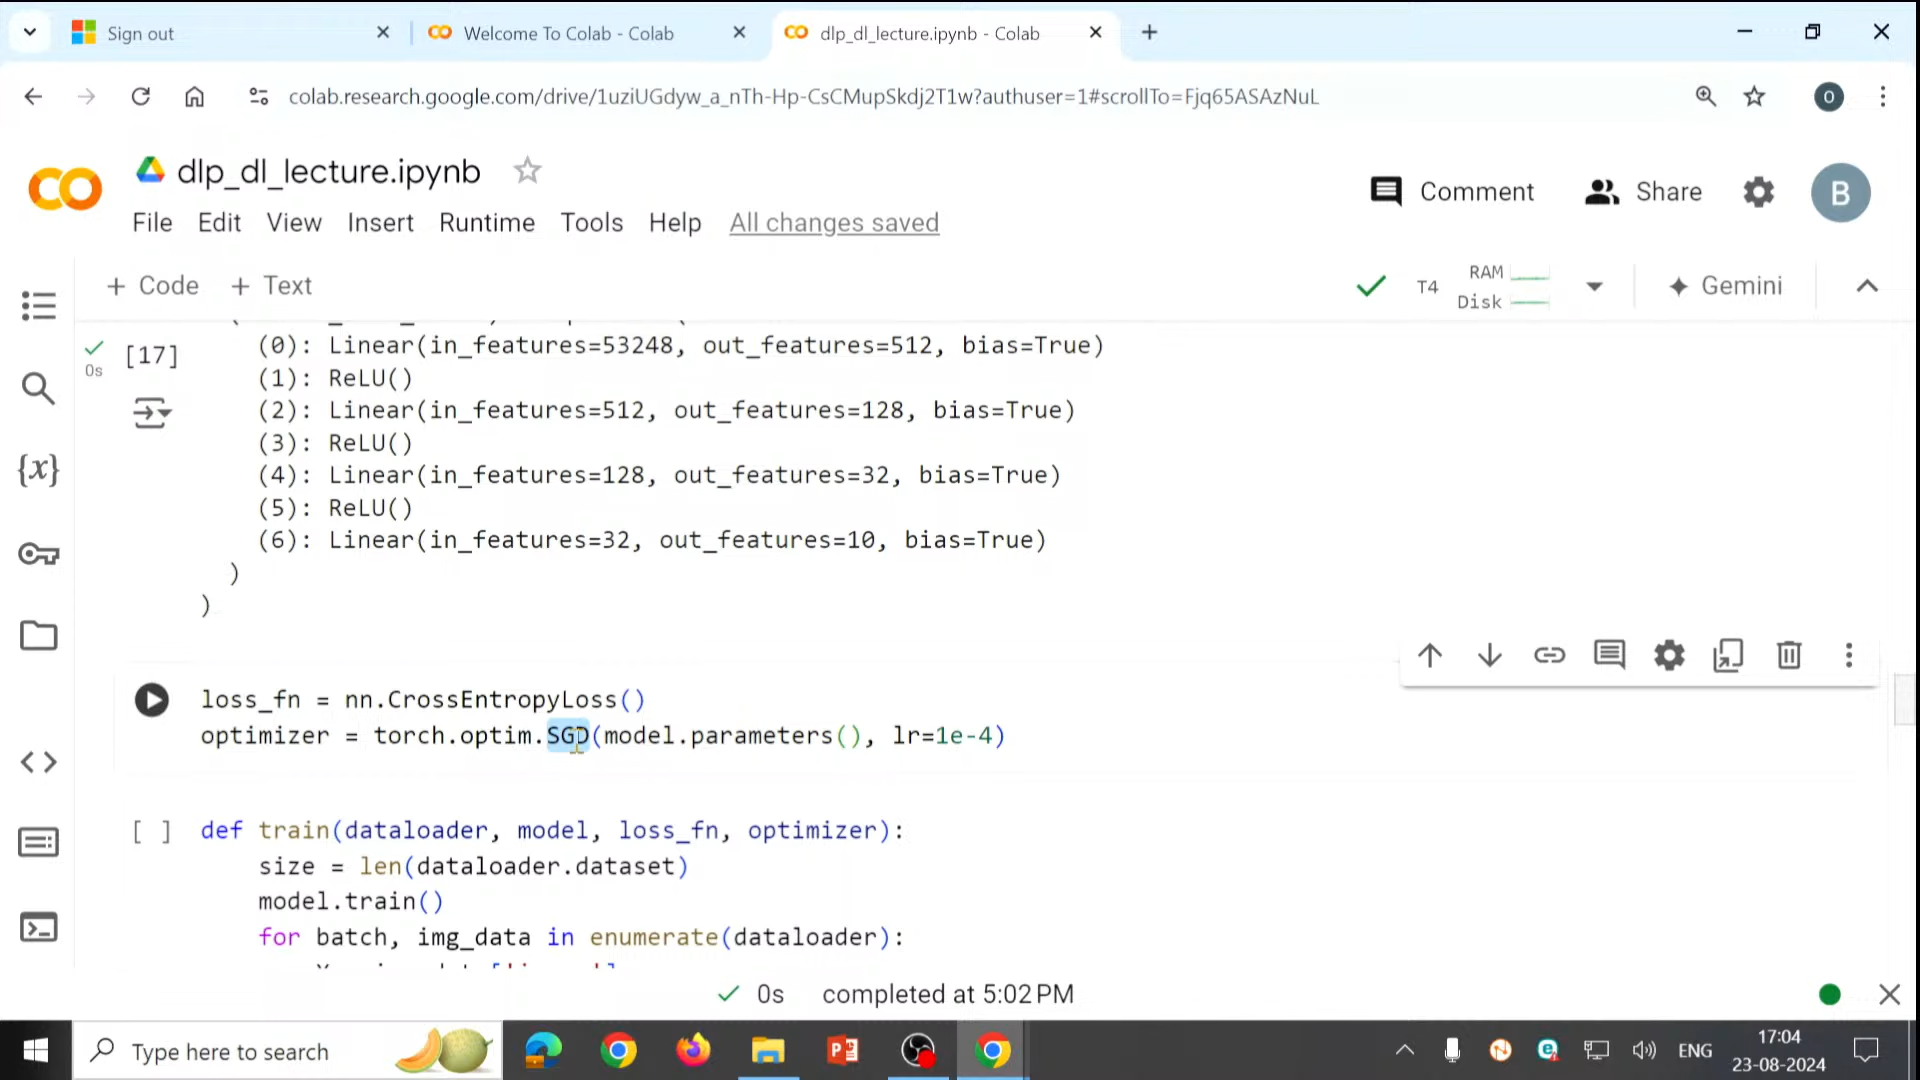 Sign out
Welcome To Colab - Colab
dlp_dl_lecture.ipynb - Colab
colab.research.google.com/drive/1uziUGdyw_a_nTh-Hp-CsCMupSkdj2T1w?authuser=1#scrollTo=Fjq65ASAzNuL
O
dlp_dl_lecture.ipynb
Comment
Share
B
File Edit View Insert Runtime Tools Help All changes saved
+ Code + Text
T4
RAM
Disk
Gemini
0s
[17]
(0): Linear(in_features=53248, out_features=512, bias=True)
(1): ReLU()
(2): Linear(in_features=512, out_features=128, bias=True)
(3): ReLU()
(4): Linear(in_features=128, out_features=32, bias=True)
(5): ReLU()
(6): Linear(in_features=32, out_features=10, bias=True)
)
)
loss_fn = nn.CrossEntropyLoss()
optimizer = torch.optim.SGD(model.parameters(), lr=1e-4)
[ ] def train(dataloader, model, loss_fn, optimizer):
size = len(dataloader.dataset)
model.train()
for batch, img_data in enumerate(dataloader):
0s completed at 5:02 PM
Type here to search
ENG
17:04
23-08-2024